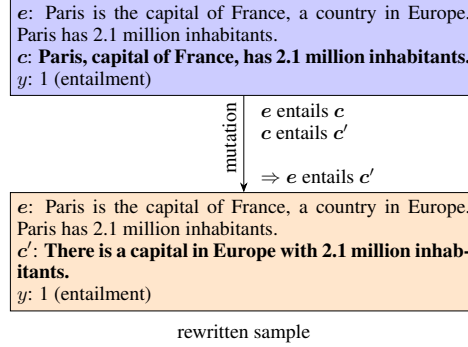 e: Paris is the capital of France, a country in Europe.
Paris has 2.1 million inhabitants.
c: Paris, capital of France, has 2.1 million inhabitants.
y: 1 (entailment)
mutation
e entails c
c entails c′
⇒ e entails c′
e: Paris is the capital of France, a country in Europe.
Paris has 2.1 million inhabitants.
c′: There is a capital in Europe with 2.1 million inhab-
itants.
y: 1 (entailment)
rewritten sample